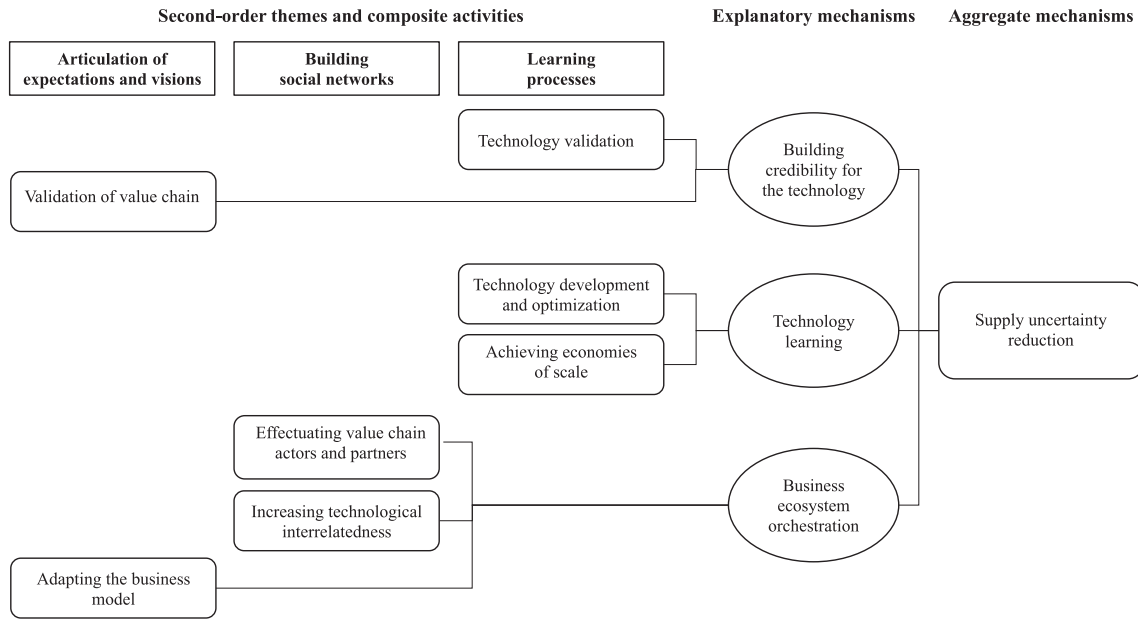 Second-order themes and composite activities
Explanatory mechanisms
Aggregate mechanisms
Articulation of
expectations and visions
Building
social networks
Learning
processes
Technology validation
Validation of value chain
Building
credibility for
the technology
Technology development
and optimization
Achieving economies
of scale
Technology
learning
Supply uncertainty
reduction
Effectuating value chain
actors and partners
Increasing technological
interrelatedness
Adapting the business
model
Business
ecosystem
orchestration